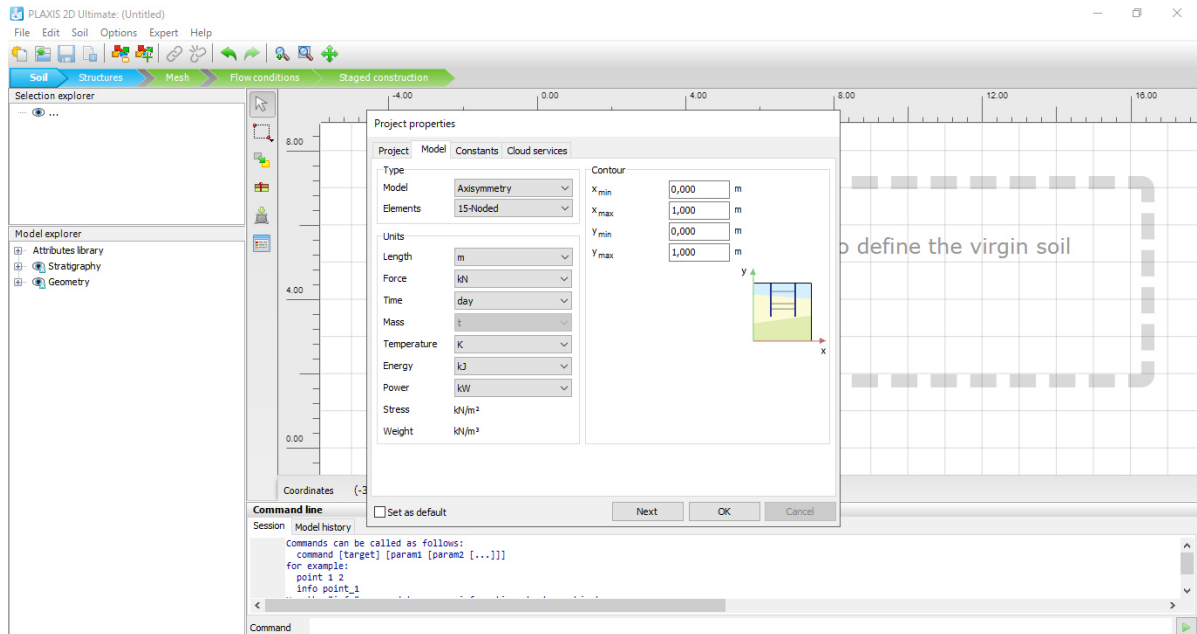 PLAXIS 2D Ultimate: (Untitled)
File Edit Soil Options Expert Help
Soil Structures Mesh Flow conditions Staged construction
Selection explorer
...
Model explorer
Attributes library
Stratigraphy
Geometry
-4.00 0.00 4.00 8.00 12.00 16.00
8.00
4.00
0.00
Project properties
Project Model Constants Cloud services
Type
Model Axisymmetry
Elements 15-Noded
Units
Length m
Force kN
Time day
Mass t
Temperature K
Energy kJ
Power kW
Stress kN/m²
Weight kN/m³
Contour
x min 0,000 m
x max 1,000 m
y min 0,000 m
y max 1,000 m
y
x
Set as default
Next OK Cancel
define the virgin soil
Coordinates (-3
Command line
Session Model history
Commands can be called as follows:
command [target] [param1 [param2 [...]]]
for example:
point 1 2
info point_1
Command